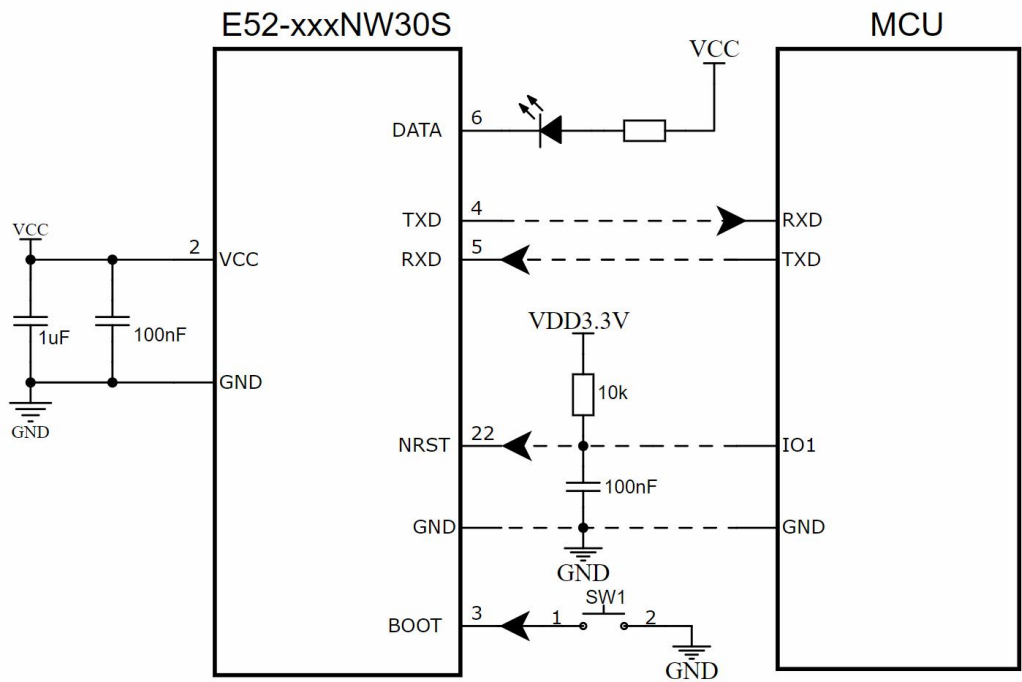 E52-xxxNW30S
MCU
VCC
DATA
6
TXD
4
RXD
RXD
5
TXD
VCC
2
VCC
1uF
100nF
GND
GND
VDD3.3V
10k
NRST
22
IO1
100nF
GND
GND
GND
BOOT
3
1
SW1
2
GND